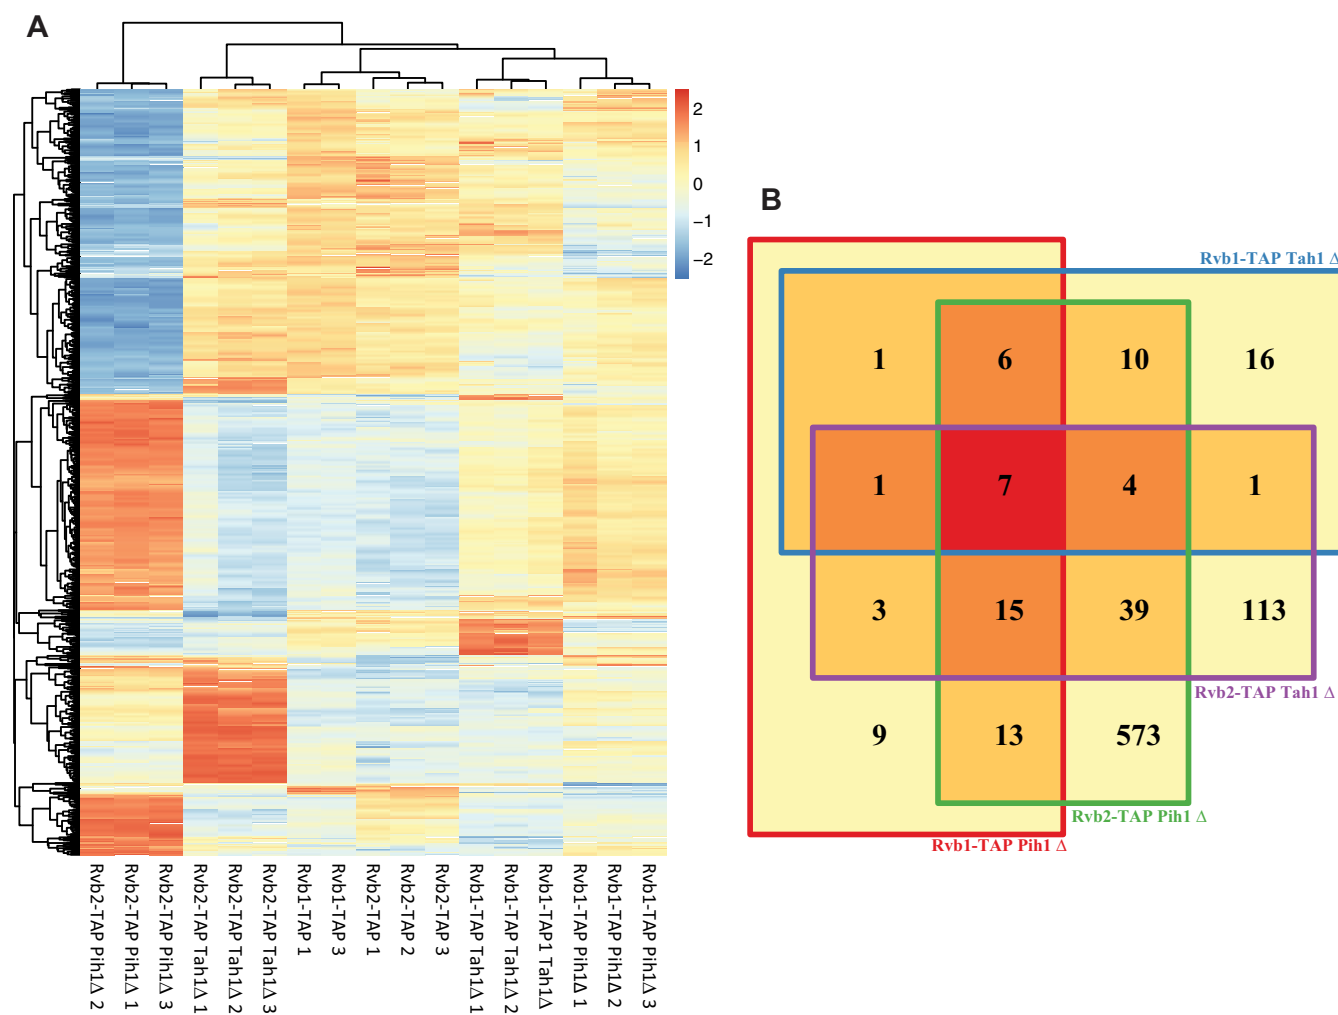 A
2
1
0
−1
−2
B
Rvb1-TAP Tah1 Δ
1 6 10 16
1 7 4 1
3 15 39 113
Rvb2-TAP Tah1 Δ
9 13 573
Rvb2-TAP Pih1 Δ
Rvb1-TAP Pih1 Δ
Rvb2-TAP Pih1Δ 2
Rvb2-TAP Pih1Δ 1
Rvb2-TAP Pih1Δ 3
Rvb2-TAP Tah1Δ 1
Rvb2-TAP Tah1Δ 2
Rvb2-TAP Tah1Δ 3
Rvb1-TAP 1
Rvb1-TAP 3
Rvb2-TAP 1
Rvb2-TAP 2
Rvb2-TAP 3
Rvb1-TAP Tah1Δ 1
Rvb1-TAP Tah1Δ 2
Rvb1-TAP1 Tah1Δ
Rvb1-TAP Pih1Δ 1
Rvb1-TAP Pih1Δ 2
Rvb1-TAP Pih1Δ 3